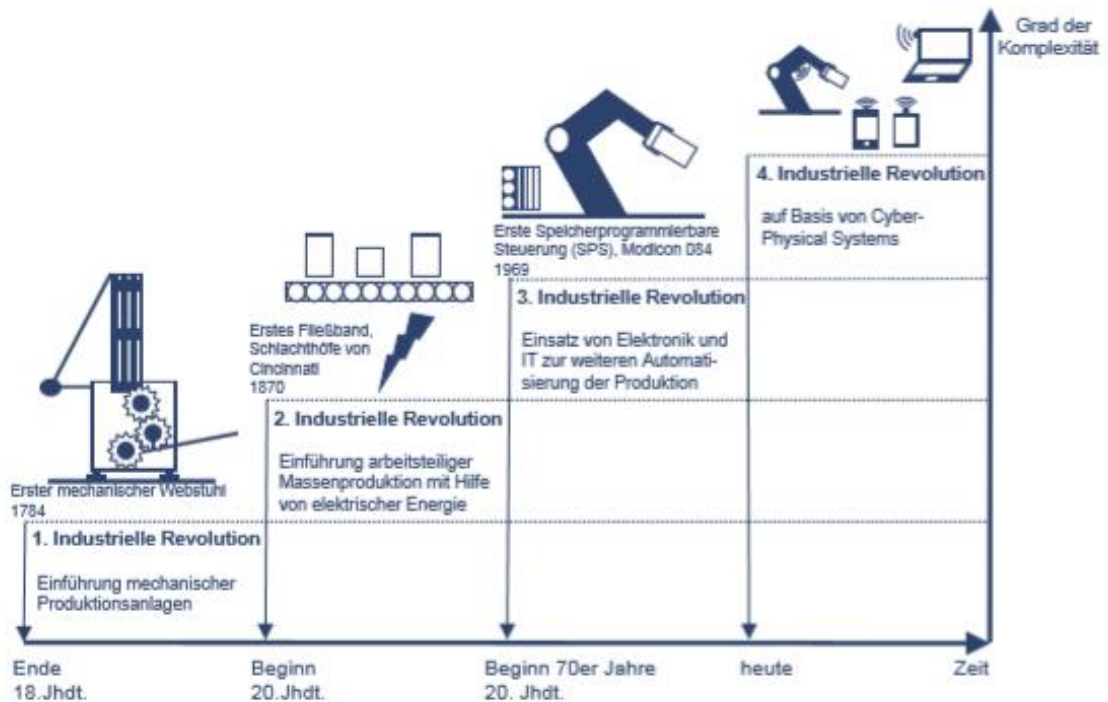 Grad der
Komplexität
4. Industrielle Revolution
auf Basis von Cyber-
Physical Systems
Erste Speicherprogrammierbare
Steuerung (SPS), Modicon 084
1969
3. Industrielle Revolution
Einsatz von Elektronik und
IT zur weiteren Automati-
sierung der Produktion
Erstes Fließband,
Schlachthöfe von
Cincinnati
1870
2. Industrielle Revolution
Einführung arbeitsteiliger
Massenproduktion mit Hilfe
von elektrischer Energie
Erster mechanischer Webstuhl
1784
1. Industrielle Revolution
Einführung mechanischer
Produktionsanlagen
Ende
18.Jhdt.
Beginn
20.Jhdt.
Beginn 70er Jahre
20. Jhdt.
heute
Zeit